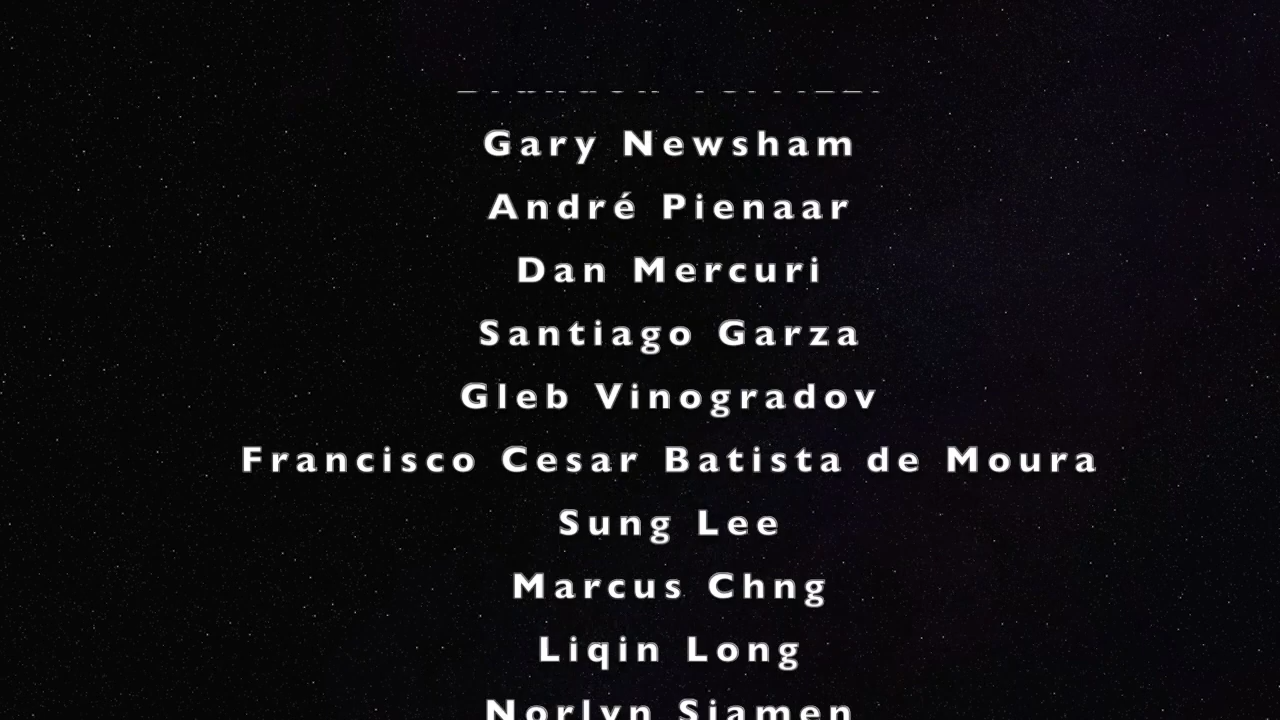 Gary Newsham
André Pienaar
Dan Mercuri
Santiago Garza
Gleb Vinogradov
Francisco Cesar Batista de Moura
Sung Lee
Marcus Chng
Liqin Long
Norlyn Siamen